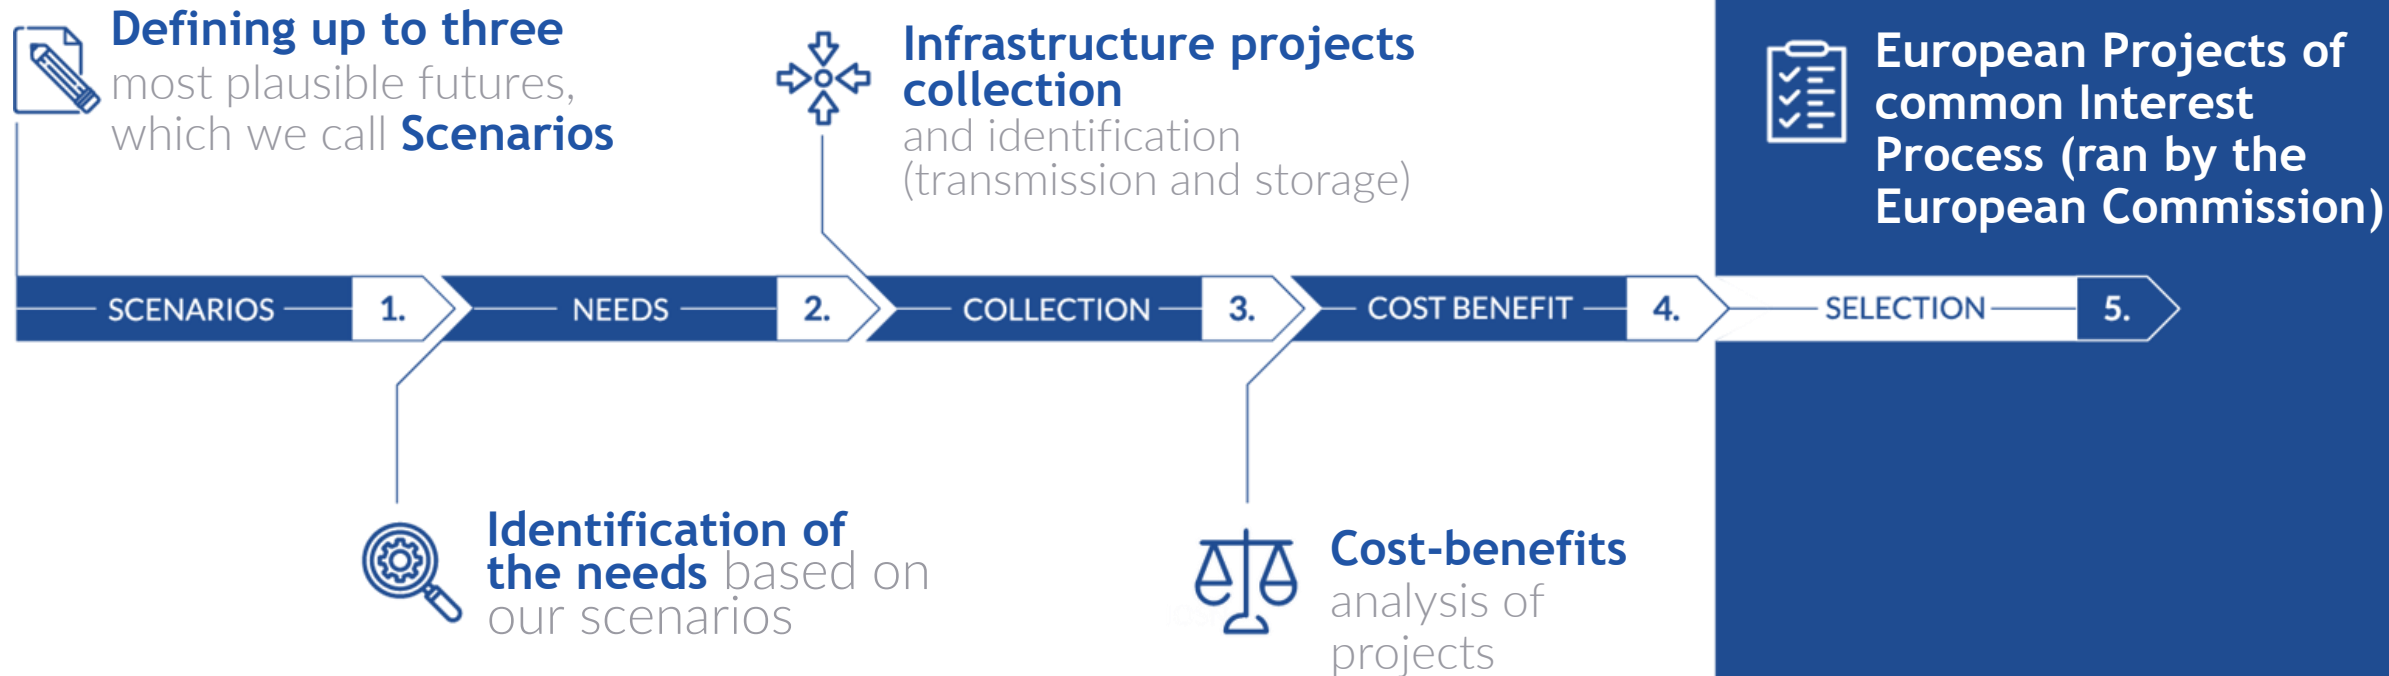 Defining up to three
most plausible futures,
which we call Scenarios
Infrastructure projects
collection
and identification
(transmission and storage)
European Projects of
common Interest
Process (ran by the
European Commission)
SCENARIOS 1. NEEDS 2. COLLECTION 3. COST BENEFIT 4. SELECTION 5.
Identification of
the needs based on
our scenarios
Cost-benefits
analysis of
projects